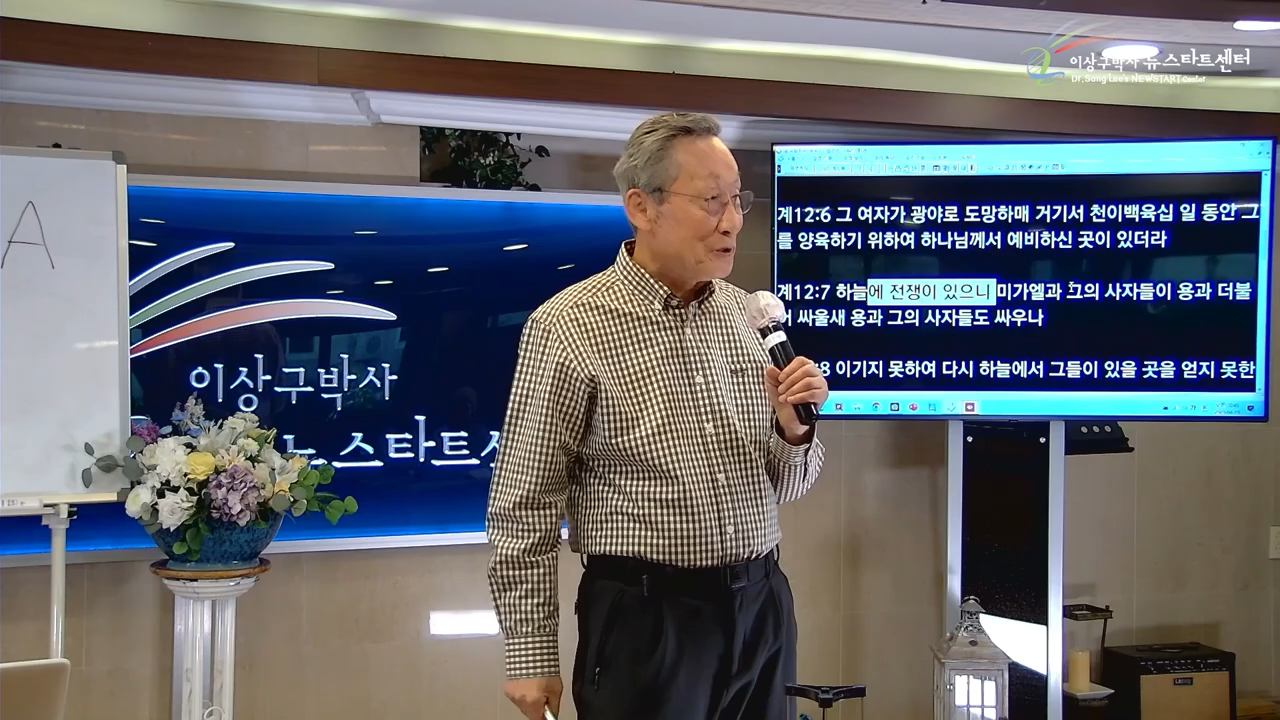 이상구박사 뉴스타트센터
Dr. Sang Lee's NEWSTART Center
A
이상구박사
뉴스타트센
계12:6 그 여자가 광야로 도망하매 거기서 천이백육십 일 동안 그
를 양육하기 위하여 하나님께서 예비하신 곳이 있더라
계12:7 하늘에 전쟁이 있으니 미가엘과 그의 사자들이 용과 더불
어 싸울새 용과 그의 사자들도 싸우나
8 이기지 못하여 다시 하늘에서 그들이 있을 곳을 얻지 못한
Laney